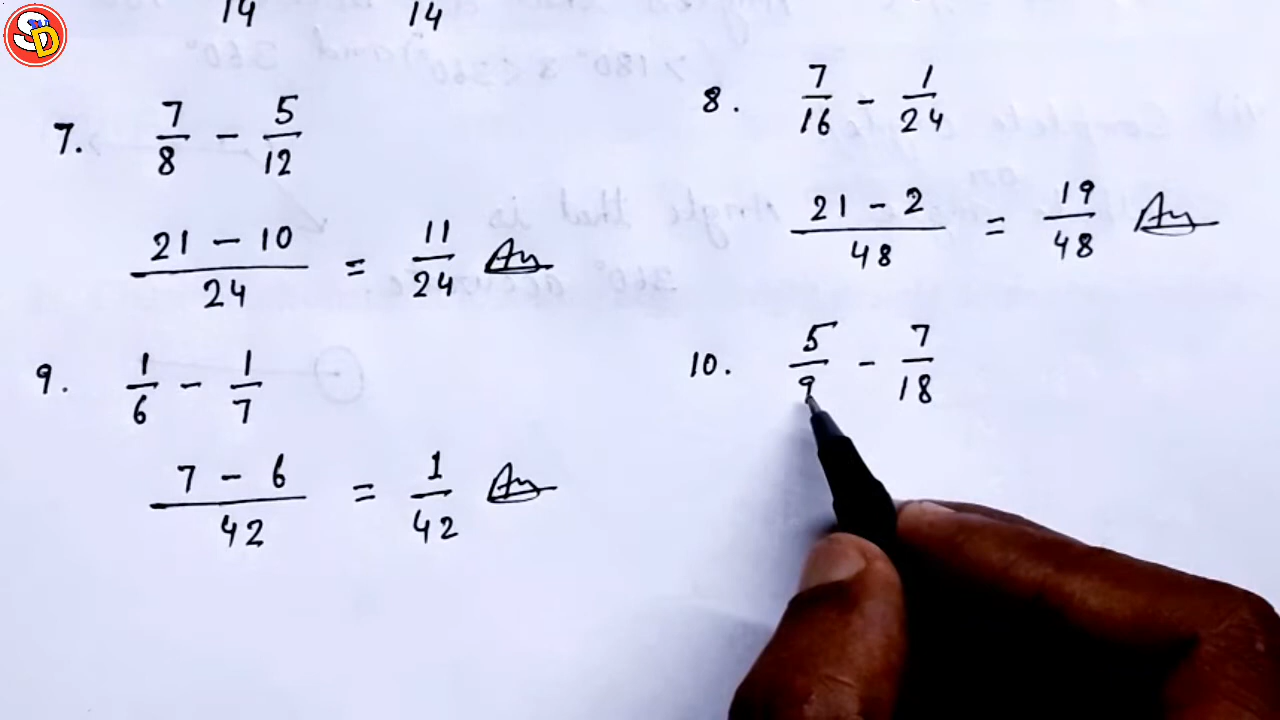 SD
14 14
7. 7/8 - 5/12
21 - 10/24 = 11/24 Ans
8. 7/16 - 1/24
21 - 2/48 = 19/48 Ans
9. 1/6 - 1/7
7 - 6/42 = 1/42 Ans
10. 5/9 - 7/18